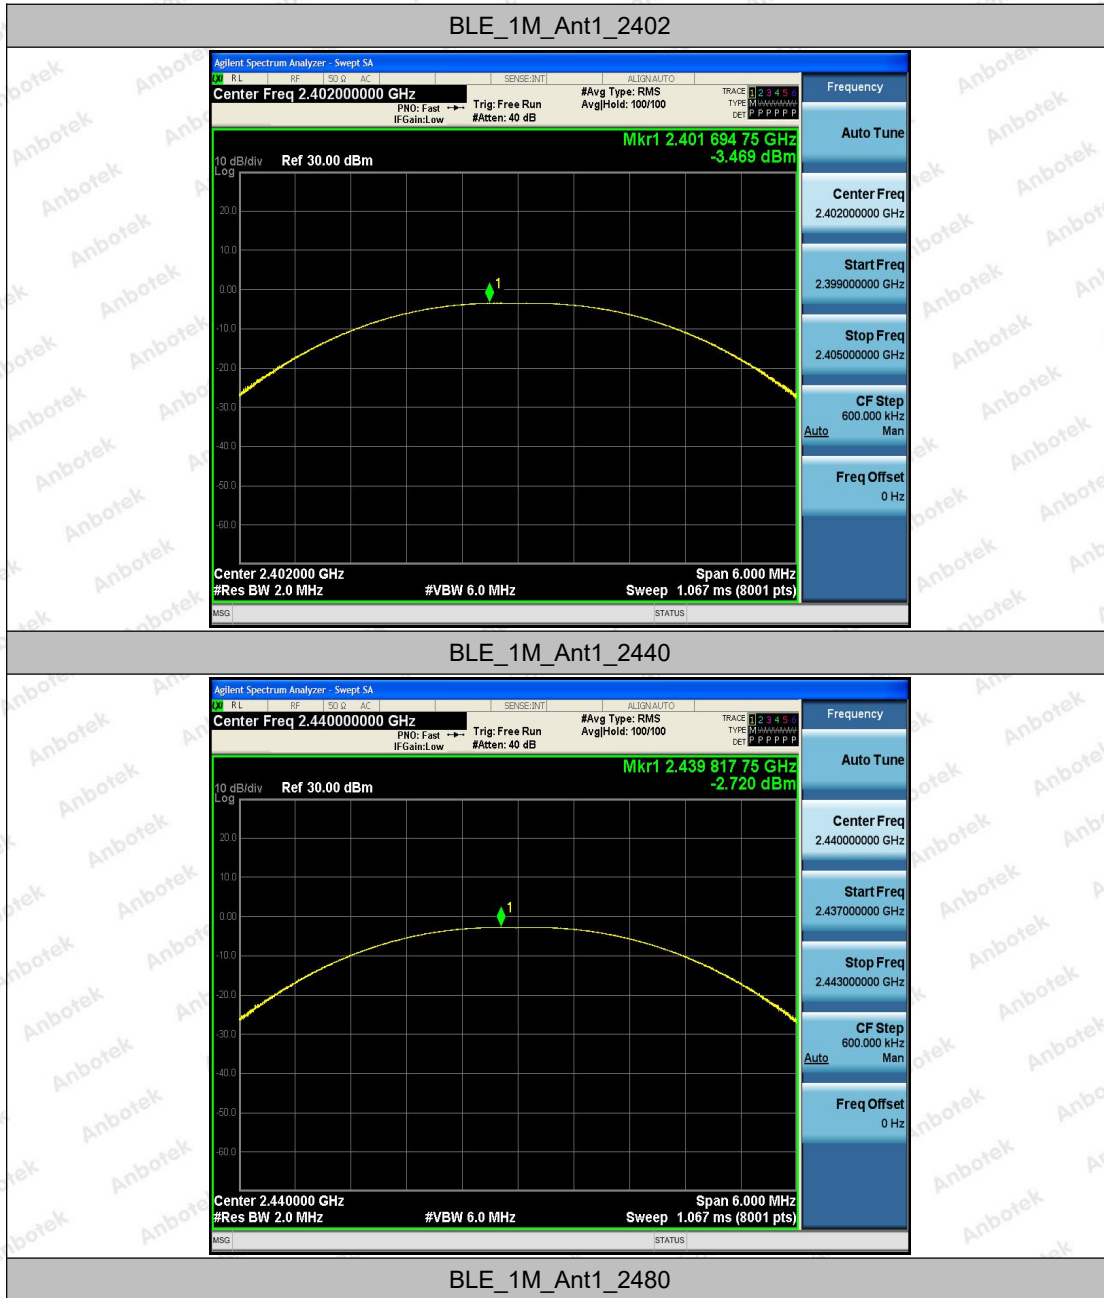 BLE_1M_Ant1_2402
Agilent Spectrum Analyzer - Swept SA
RL RF 50 Ω AC SENSE:INT ALIGNAUTO
Center Freq 2.402000000 GHz
PNO: Fast
IFGain:Low
Trig: Free Run
#Atten: 40 dB
#Avg Type: RMS
Avg|Hold: 100/100
TRACE 1 2 3 4 5 6
TYPE M
DET P P P P P P
Mkr1 2.401 694 75 GHz
-3.469 dBm
10 dB/div Ref 30.00 dBm
Log
20.0
10.0
0.00
-10.0
-20.0
-30.0
-40.0
-50.0
-60.0
1
Center 2.402000 GHz Span 6.000 MHz
#Res BW 2.0 MHz #VBW 6.0 MHz Sweep 1.067 ms (8001 pts)
MSG STATUS
Frequency
Auto Tune
Center Freq
2.402000000 GHz
Start Freq
2.399000000 GHz
Stop Freq
2.405000000 GHz
CF Step
600.000 kHz
Auto Man
Freq Offset
0 Hz
BLE_1M_Ant1_2440
Agilent Spectrum Analyzer - Swept SA
RL RF 50 Ω AC SENSE:INT ALIGNAUTO
Center Freq 2.440000000 GHz
PNO: Fast
IFGain:Low
Trig: Free Run
#Atten: 40 dB
#Avg Type: RMS
Avg|Hold: 100/100
TRACE 1 2 3 4 5 6
TYPE M
DET P P P P P P
Mkr1 2.439 817 75 GHz
-2.720 dBm
10 dB/div Ref 30.00 dBm
Log
20.0
10.0
0.00
-10.0
-20.0
-30.0
-40.0
-50.0
-60.0
1
Center 2.440000 GHz Span 6.000 MHz
#Res BW 2.0 MHz #VBW 6.0 MHz Sweep 1.067 ms (8001 pts)
MSG STATUS
Frequency
Auto Tune
Center Freq
2.440000000 GHz
Start Freq
2.437000000 GHz
Stop Freq
2.443000000 GHz
CF Step
600.000 kHz
Auto Man
Freq Offset
0 Hz
BLE_1M_Ant1_2480
Anbotek